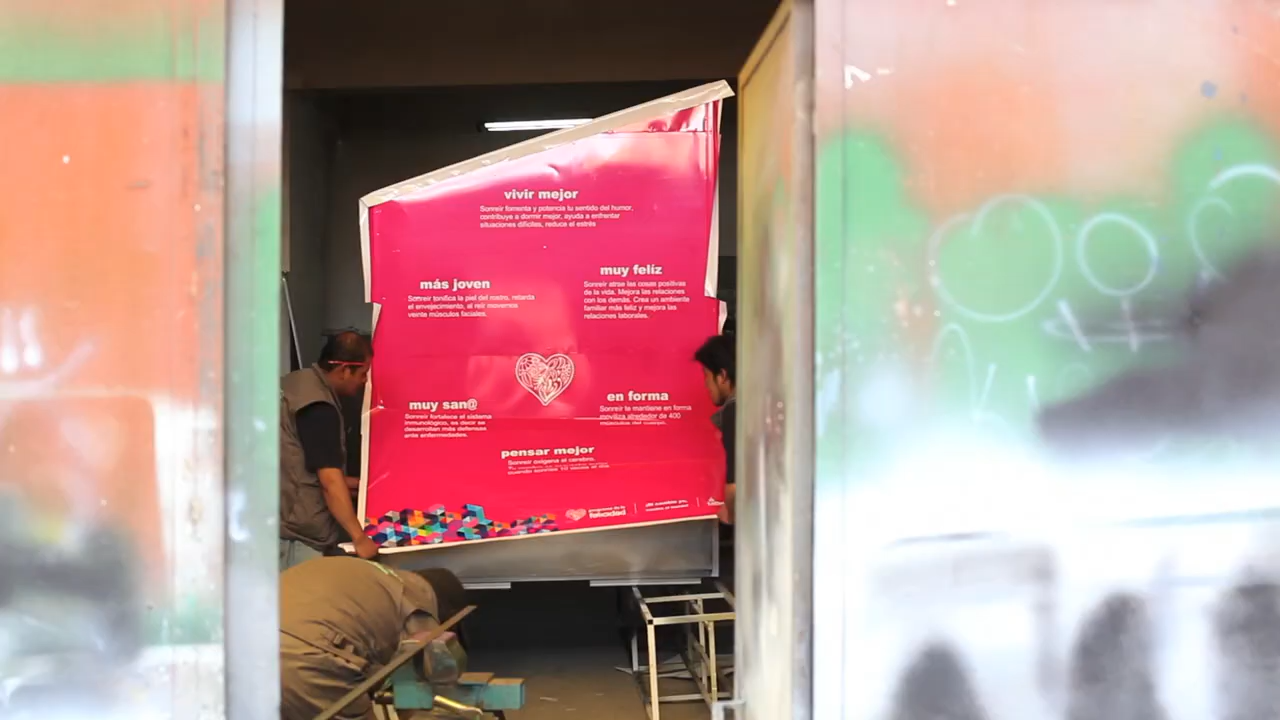 vivir mejor
Sonreír fomenta y potencia tu sentido del humor,
contribuye a dormir mejor, ayuda a enfrentar
situaciones difíciles, reduce el estrés
más joven
Sonreír tonifica la piel del rostro, retarda
el envejecimiento, al reír movemos
veinte músculos faciales.
muy feliz
Sonreír atrae las cosas positivas
de la vida. Mejora las relaciones
con los demás. Crea un ambiente
familiar más feliz y mejora las
relaciones laborales.
muy san@
Sonreír fortalece el sistema
inmunológico, es decir se
desarrollan más defensas
ante enfermedades.
en forma
Sonreír te mantiene en forma
moviliza alrededor de 400
músculos del cuerpo.
pensar mejor
Sonreír oxigena el cerebro.
programa de la
felicidad